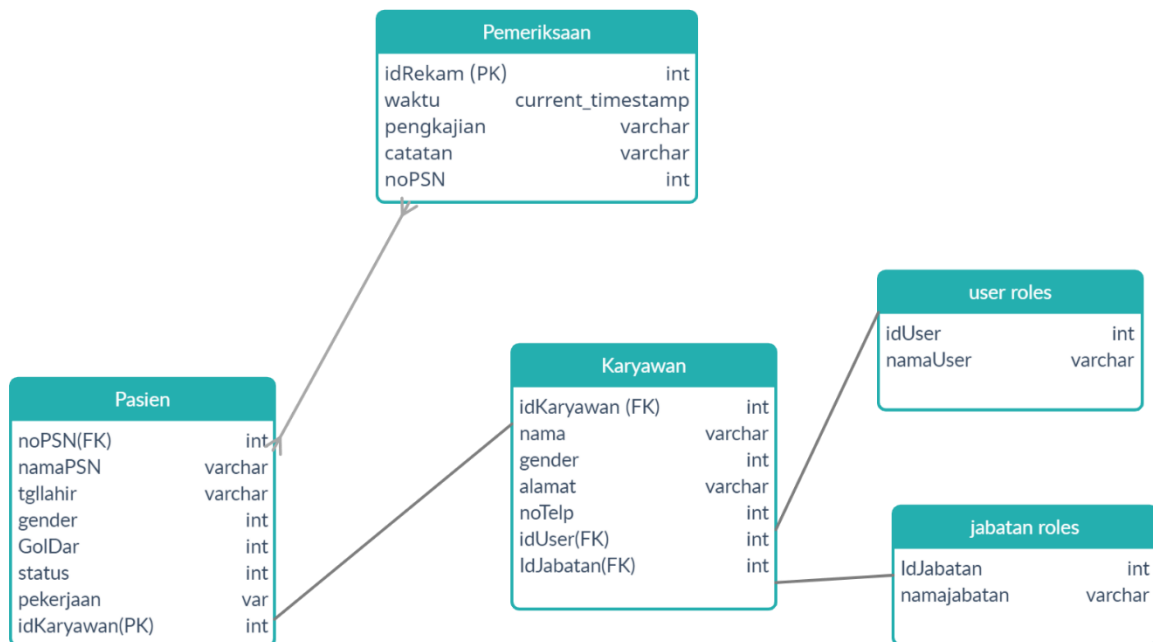 Pemeriksaan
idRekam (PK) int
waktu current_timestamp
pengkajian varchar
catatan varchar
noPSN int
user roles
idUser int
namaUser varchar
Karyawan
idKaryawan (FK) int
nama varchar
gender int
alamat varchar
noTelp int
idUser(FK) int
IdJabatan(FK) int
Pasien
noPSN(FK) int
namaPSN varchar
tgllahir varchar
gender int
GolDar int
status int
pekerjaan var
idKaryawan(PK) int
jabatan roles
IdJabatan int
namajabatan varchar